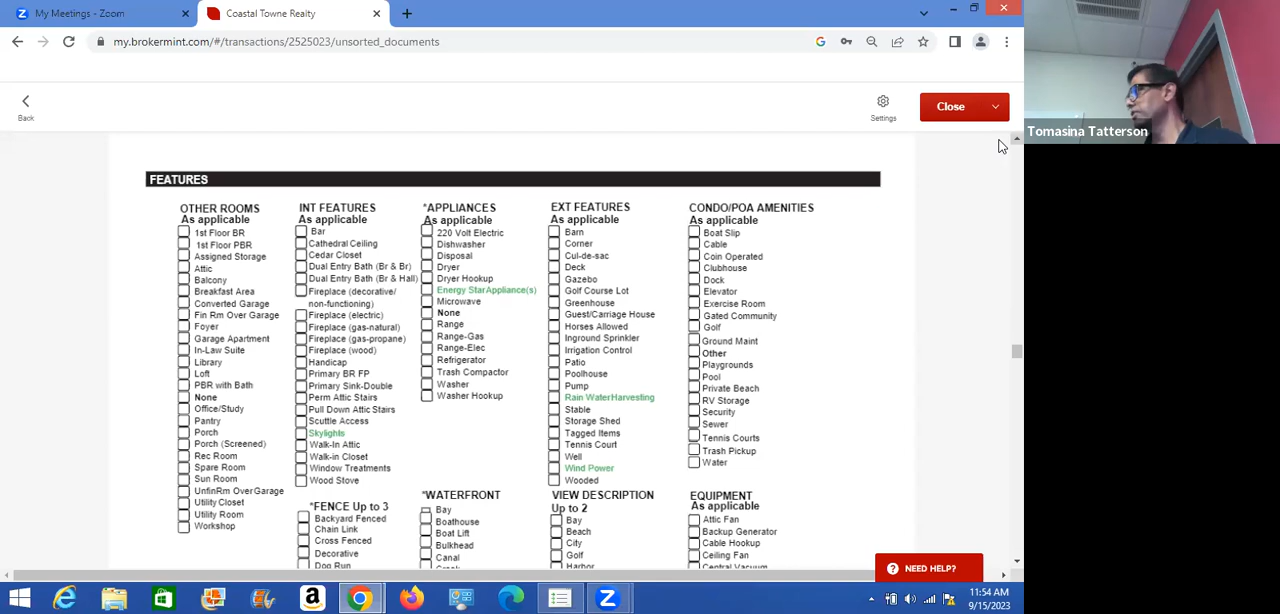 My Meetings - Zoom
Coastal Towne Realty
my.brokermint.com/#/transactions/2525023/unsorted_documents
Back
Settings
Close
Tomasina Tatterson
FEATURES
OTHER ROOMS
As applicable
1st Floor BR
1st Floor PBR
Assigned Storage
Attic
Balcony
Breakfast Area
Converted Garage
Fin Rm Over Garage
Foyer
Garage Apartment
In-Law Suite
Library
Loft
PBR with Bath
None
Office/Study
Pantry
Porch
Porch (Screened)
Rec Room
Spare Room
Sun Room
UnfinRm OverGarage
Utility Closet
Utility Room
Workshop
INT FEATURES
As applicable
Bar
Cathedral Ceiling
Cedar Closet
Dual Entry Bath (Br & Br)
Dual Entry Bath (Br & Hall)
Fireplace (decorative/
non-functioning)
Fireplace (electric)
Fireplace (gas-natural)
Fireplace (gas-propane)
Fireplace (wood)
Handicap
Primary BR FP
Primary Sink-Double
Perm Attic Stairs
Pull Down Attic Stairs
Scuttle Access
Skylights
Walk-In Attic
Walk-in Closet
Window Treatments
Wood Stove
*FENCE Up to 3
Backyard Fenced
Chain Link
Cross Fenced
Decorative
Dog Run
*APPLIANCES
As applicable
220 Volt Electric
Dishwasher
Disposal
Dryer
Dryer Hookup
Energy StarAppliance(s)
Microwave
None
Range
Range-Gas
Range-Elec
Refrigerator
Trash Compactor
Washer
Washer Hookup
*WATERFRONT
Bay
Boathouse
Boat Lift
Bulkhead
Canal
Creek
EXT FEATURES
As applicable
Barn
Corner
Cul-de-sac
Deck
Gazebo
Golf Course Lot
Greenhouse
Guest/Carriage House
Horses Allowed
Inground Sprinkler
Irrigation Control
Patio
Poolhouse
Pump
Rain WaterHarvesting
Stable
Storage Shed
Tagged Items
Tennis Court
Well
Wind Power
Wooded
VIEW DESCRIPTION
Up to 2
Bay
Beach
City
Golf
Harbor
CONDO/POA AMENITIES
As applicable
Boat Slip
Cable
Coin Operated
Clubhouse
Dock
Elevator
Exercise Room
Gated Community
Golf
Ground Maint
Other
Playgrounds
Pool
Private Beach
RV Storage
Security
Sewer
Tennis Courts
Trash Pickup
Water
EQUIPMENT
As applicable
Attic Fan
Backup Generator
Cable Hookup
Ceiling Fan
Central Vacuum
NEED HELP?
11:54 AM
9/15/2023